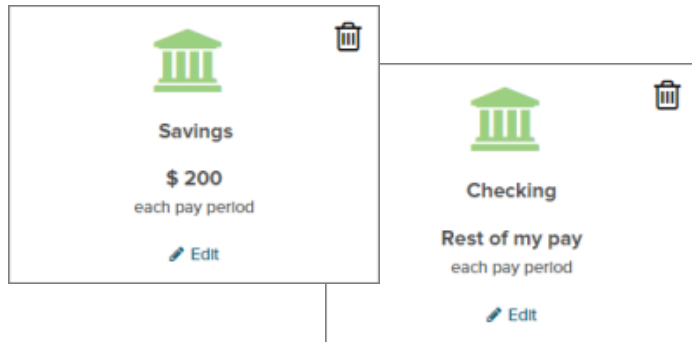 Savings
$ 200
each pay period
Edit
Checking
Rest of my pay
each pay period
Edit